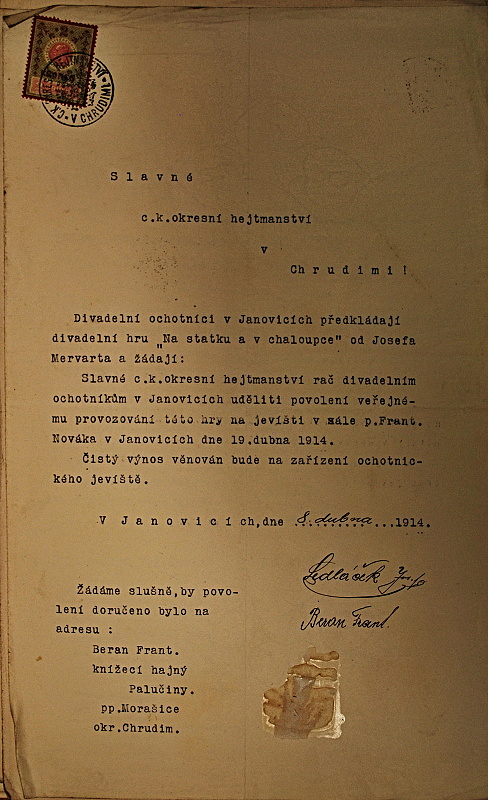 V CHRUDIMI
Slavné
c.k.okresní hejtmanství
v
Chrudimi!
Divadelní ochotníci v Janovicích předkládají
divadelní hru „Na statku a v chaloupce" od Josefa
Mervarta a žádají:
Slavné c.k.okresní hejtmanství rač divadelním
ochotníkům v Janovicích uděliti povolení veřejné-
mu provozování této hry na jevišti v sále p.Frant.
Nováka v Janovicích dne 19.dubna 1914.
Čistý výnos věnován bude na zařízení ochotnic-
kého jeviště.
V Janovicích,dne 8. dubna ...1914.
Sedláček
Beran Frant.
Žádáme slušně,by povo-
lení doručeno bylo na
adresu :
Beran Frant.
knížecí hajný
Palučiny.
pp.Morašice
okr.Chrudim.